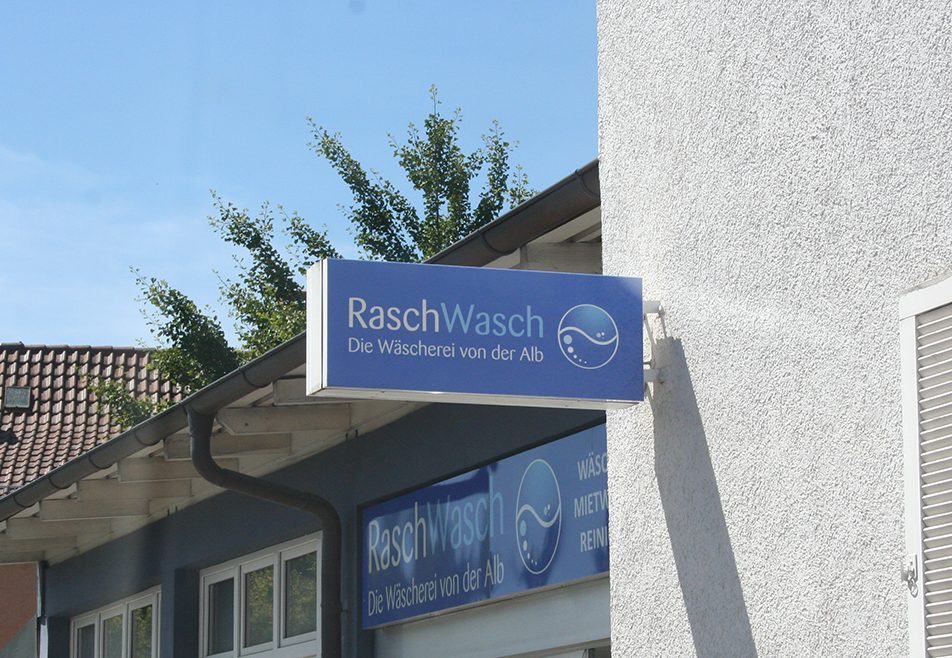 RaschWasch
Die Wäscherei von der Alb
RaschWasch
Die Wäscherei von der Alb